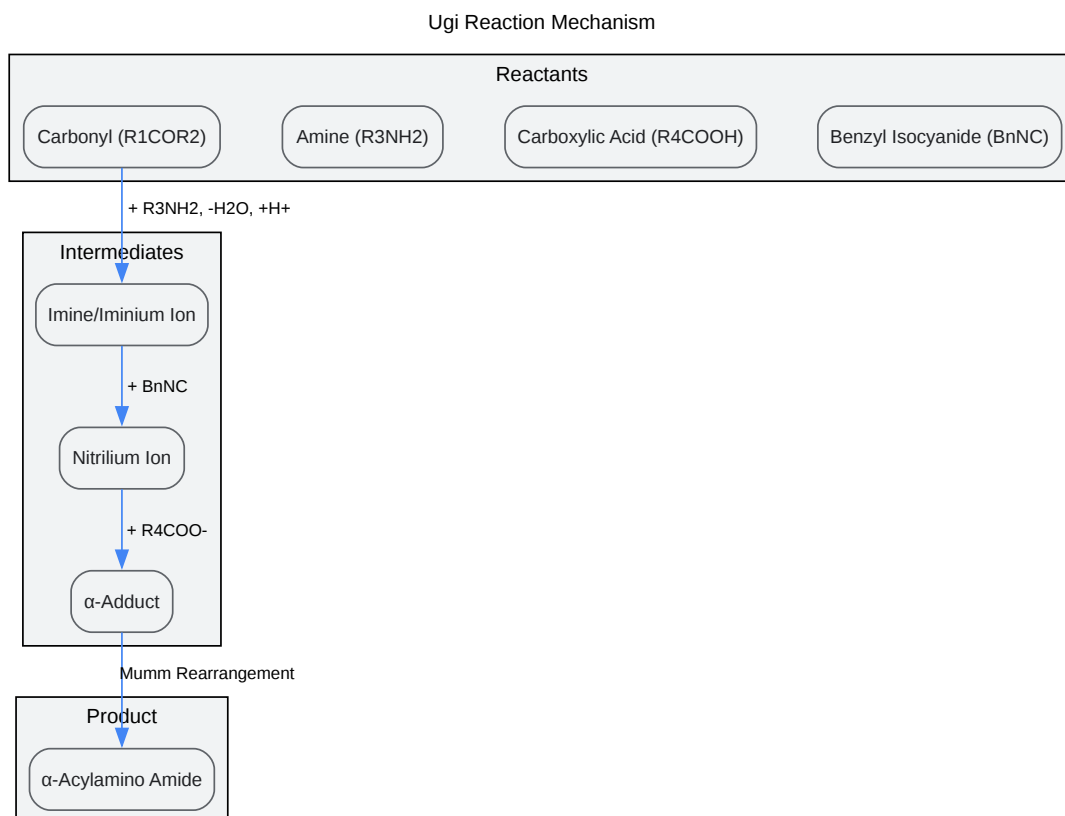 Ugi Reaction Mechanism
Reactants
Carbonyl (R1COR2)
Amine (R3NH2)
Carboxylic Acid (R4COOH)
Benzyl Isocyanide (BnNC)
+ R3NH2, -H2O, +H+
Intermediates
Imine/Iminium Ion
+ BnNC
Nitrilium Ion
+ R4COO-
α-Adduct
Mumm Rearrangement
Product
α-Acylamino Amide